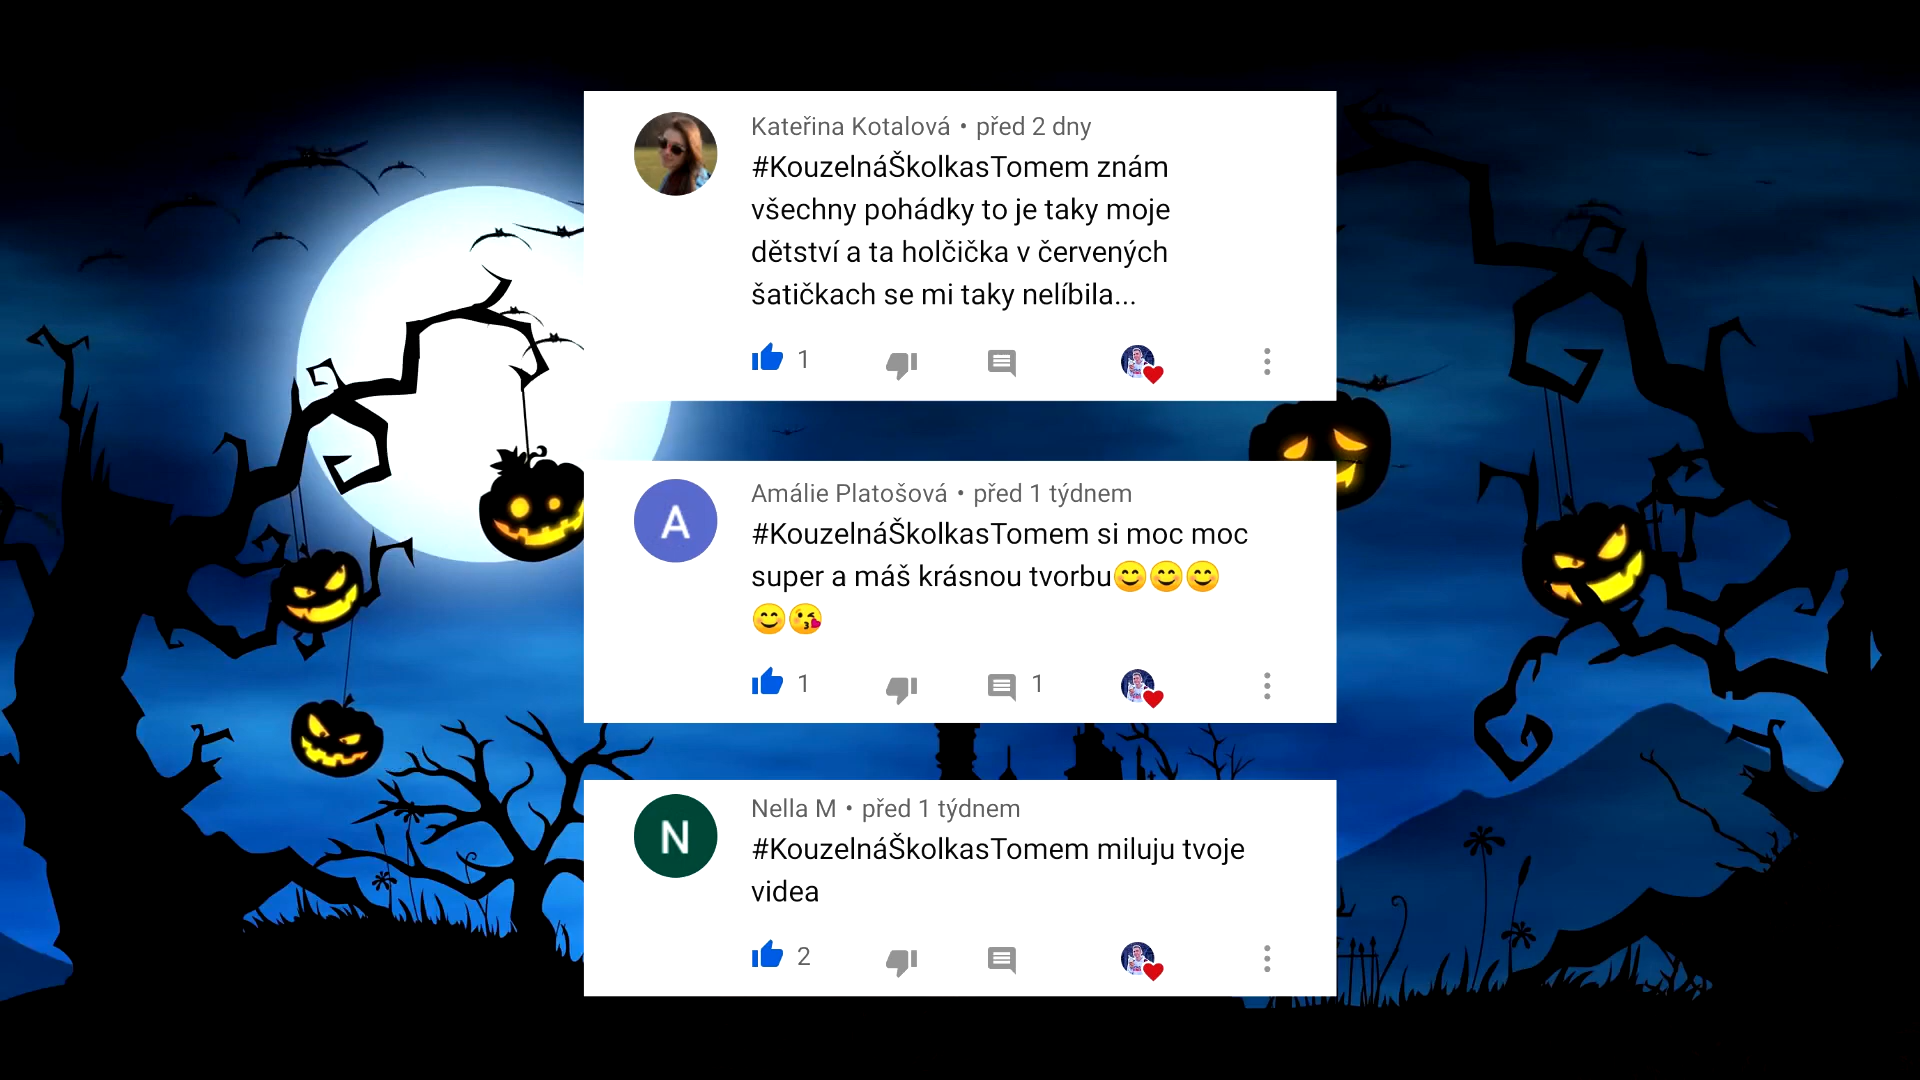 Kateřina Kotalová • před 2 dny
#KouzelnáŠkolkasTomem znám
všechny pohádky to je taky moje
dětství a ta holčička v červených
šatičkach se mi taky nelíbila...
1
A
Amálie Platošová • před 1 týdnem
#KouzelnáŠkolkasTomem si moc moc
super a máš krásnou tvorbu😊😊😊
😊😘
1 1
N
Nella M • před 1 týdnem
#KouzelnáŠkolkasTomem miluju tvoje
videa
2